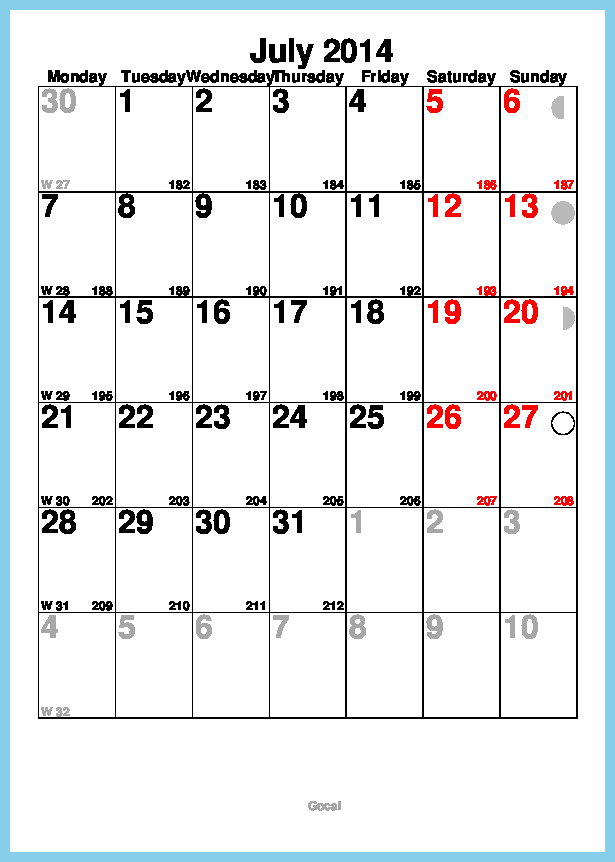 July 2014
Monday Tuesday Wednesday Thursday Friday Saturday Sunday
30 1 2 3 4 5 6
W 27 182 183 184 185 186 187
7 8 9 10 11 12 13
W 28 188 189 190 191 192 193 194
14 15 16 17 18 19 20
W 29 195 196 197 198 199 200 201
21 22 23 24 25 26 27
W 30 202 203 204 205 206 207 208
28 29 30 31 1 2 3
W 31 209 210 211 212
4 5 6 7 8 9 10
W 32
Gocal